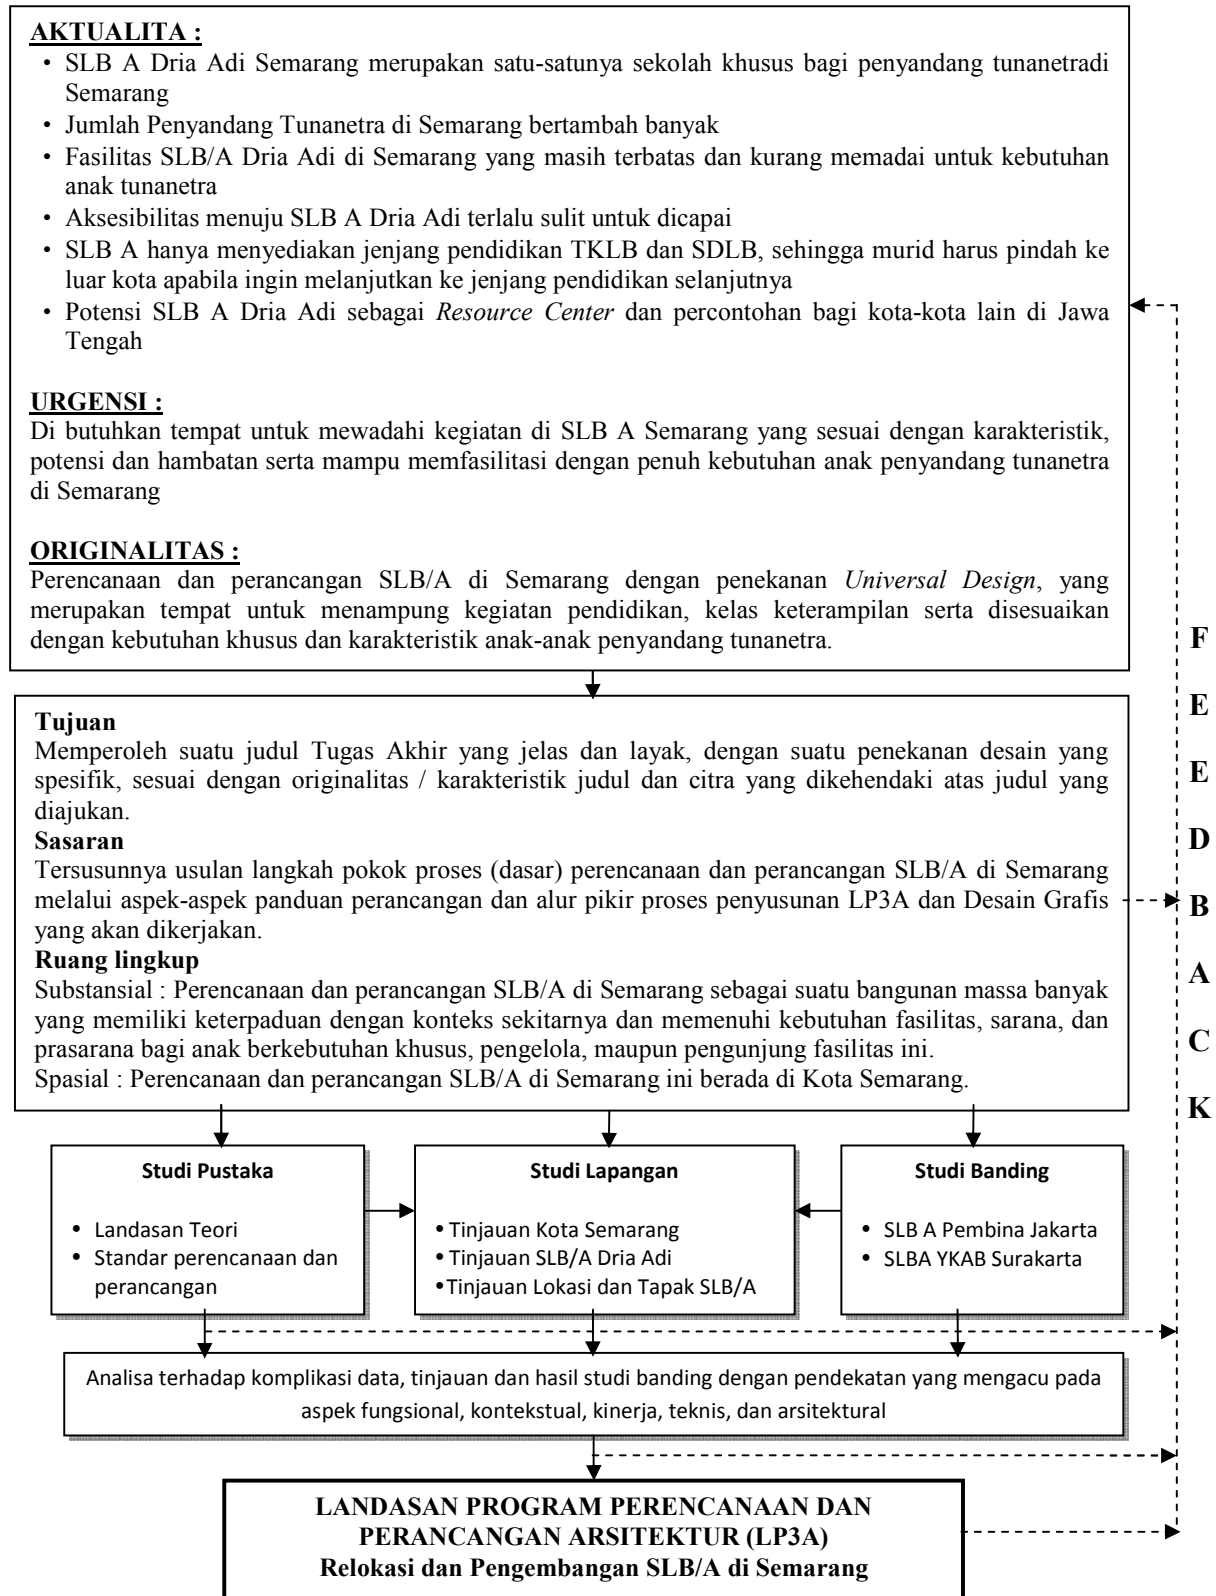 AKTUALITA :
• SLB A Dria Adi Semarang merupakan satu-satunya sekolah khusus bagi penyandang tunanetradi
Semarang
• Jumlah Penyandang Tunanetra di Semarang bertambah banyak
• Fasilitas SLB/A Dria Adi di Semarang yang masih terbatas dan kurang memadai untuk kebutuhan
anak tunanetra
• Aksesibilitas menuju SLB A Dria Adi terlalu sulit untuk dicapai
• SLB A hanya menyediakan jenjang pendidikan TKLB dan SDLB, sehingga murid harus pindah ke
luar kota apabila ingin melanjutkan ke jenjang pendidikan selanjutnya
• Potensi SLB A Dria Adi sebagai Resource Center dan percontohan bagi kota-kota lain di Jawa
Tengah
URGENSI :
Di butuhkan tempat untuk mewadahi kegiatan di SLB A Semarang yang sesuai dengan karakteristik,
potensi dan hambatan serta mampu memfasilitasi dengan penuh kebutuhan anak penyandang tunanetra
di Semarang
ORIGINALITAS :
Perencanaan dan perancangan SLB/A di Semarang dengan penekanan Universal Design, yang
merupakan tempat untuk menampung kegiatan pendidikan, kelas keterampilan serta disesuaikan
dengan kebutuhan khusus dan karakteristik anak-anak penyandang tunanetra.
Tujuan
Memperoleh suatu judul Tugas Akhir yang jelas dan layak, dengan suatu penekanan desain yang
spesifik, sesuai dengan originalitas / karakteristik judul dan citra yang dikehendaki atas judul yang
diajukan.
Sasaran
Tersusunnya usulan langkah pokok proses (dasar) perencanaan dan perancangan SLB/A di Semarang
melalui aspek-aspek panduan perancangan dan alur pikir proses penyusunan LP3A dan Desain Grafis
yang akan dikerjakan.
Ruang lingkup
Substansial : Perencanaan dan perancangan SLB/A di Semarang sebagai suatu bangunan massa banyak
yang memiliki keterpaduan dengan konteks sekitarnya dan memenuhi kebutuhan fasilitas, sarana, dan
prasarana bagi anak berkebutuhan khusus, pengelola, maupun pengunjung fasilitas ini.
Spasial : Perencanaan dan perancangan SLB/A di Semarang ini berada di Kota Semarang.
F
E
E
D
B
A
C
K
Studi Pustaka
• Landasan Teori
• Standar perencanaan dan
perancangan
Studi Lapangan
• Tinjauan Kota Semarang
• Tinjauan SLB/A Dria Adi
• Tinjauan Lokasi dan Tapak SLB/A
Studi Banding
• SLB A Pembina Jakarta
• SLBA YKAB Surakarta
Analisa terhadap komplikasi data, tinjauan dan hasil studi banding dengan pendekatan yang mengacu pada
aspek fungsional, kontekstual, kinerja, teknis, dan arsitektural
LANDASAN PROGRAM PERENCANAAN DAN
PERANCANGAN ARSITEKTUR (LP3A)
Relokasi dan Pengembangan SLB/A di Semarang